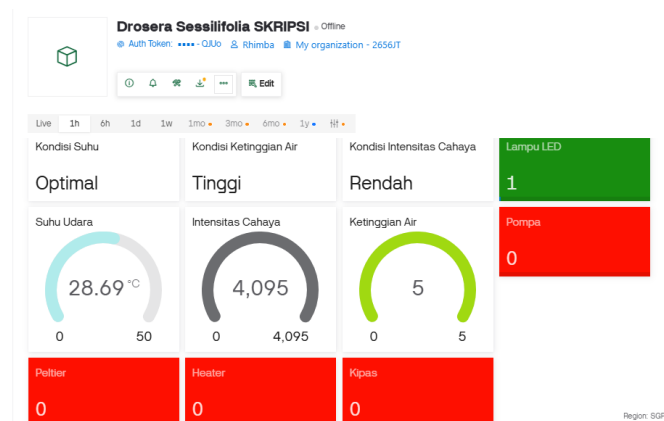 Drosera Sessilifolia SKRIPSI Offline
Auth Token: •••• - QJUo Rhimba My organization - 2656JT
Edit
Live 1h 6h 1d 1w 1mo 3mo 6mo 1y
Kondisi Suhu Kondisi Ketinggian Air Kondisi Intensitas Cahaya Lampu LED
Optimal Tinggi Rendah 1
Suhu Udara Intensitas Cahaya Ketinggian Air Pompa
0
28.69 °C 4,095 5
0 50 0 4,095 0 5
Peltier Heater Kipas
0 0 0
Region: SGP